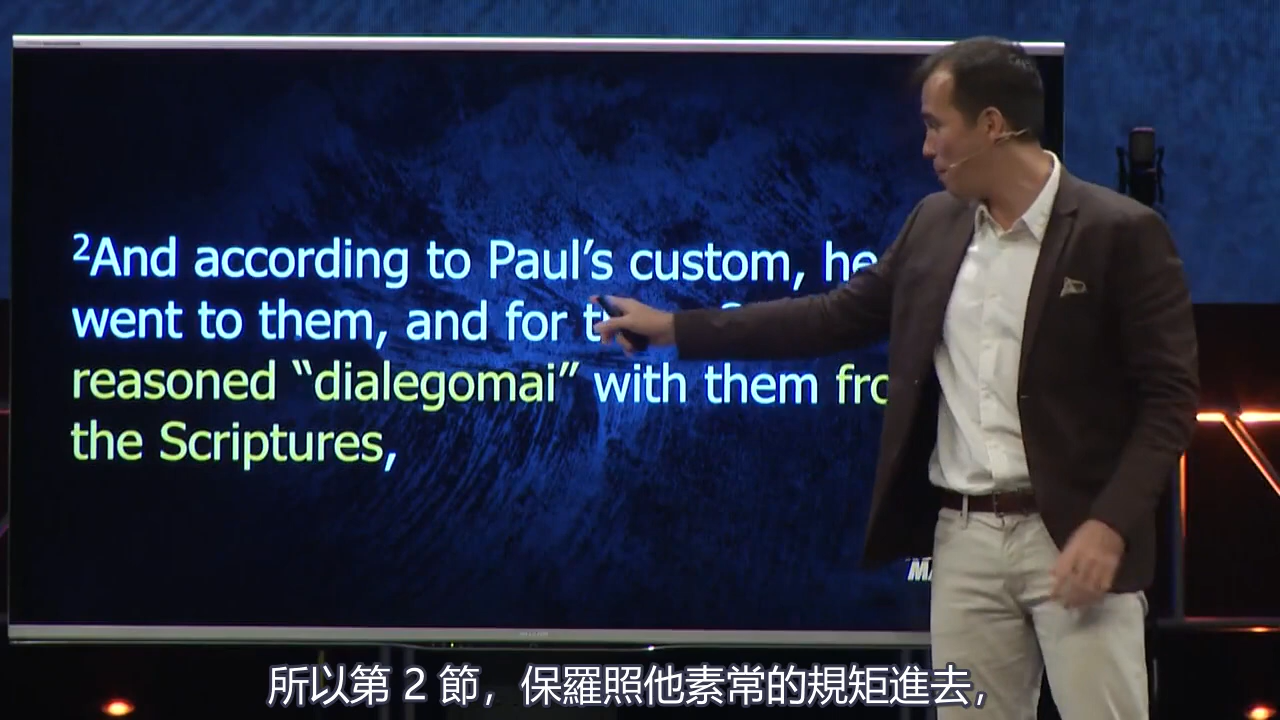 ²And according to Paul's custom, he
went to them, and for
reasoned “dialegomai” with them
the Scriptures,
所以第 2 節，保羅照他素常的規矩進去，